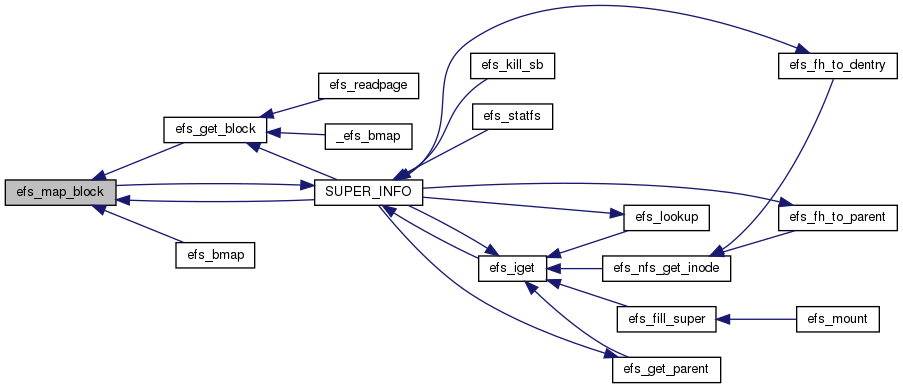 efs_fh_to_dentry
efs_kill_sb
efs_readpage
efs_statfs
efs_get_block
_efs_bmap
efs_map_block
SUPER_INFO
efs_lookup
efs_fh_to_parent
efs_bmap
efs_iget
efs_nfs_get_inode
efs_fill_super
efs_mount
efs_get_parent